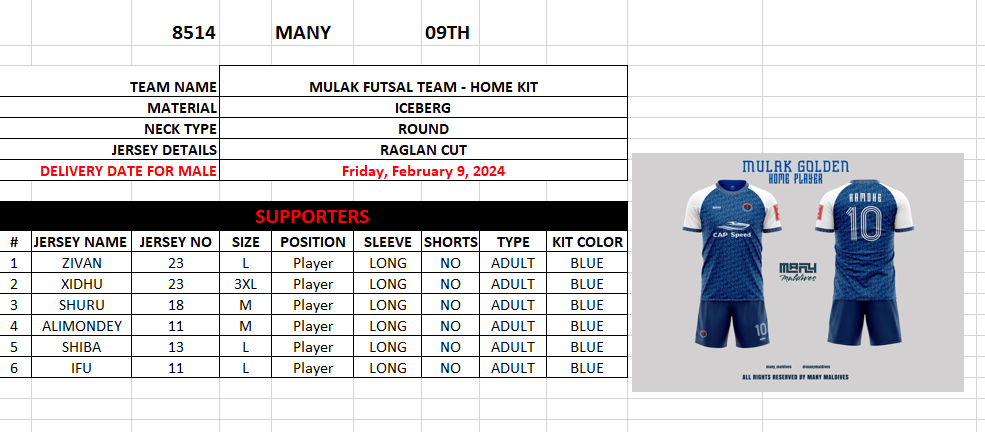 8514 MANY 09TH
TEAM NAME MULAK FUTSAL TEAM - HOME KIT
MATERIAL ICEBERG
NECK TYPE ROUND
JERSEY DETAILS RAGLAN CUT
DELIVERY DATE FOR MALE Friday, February 9, 2024
SUPPORTERS
# JERSEY NAME JERSEY NO SIZE POSITION SLEEVE SHORTS TYPE KIT COLOR
1 ZIVAN 23 L Player LONG NO ADULT BLUE
2 XIDHU 23 3XL Player LONG NO ADULT BLUE
3 SHURU 18 M Player LONG NO ADULT BLUE
4 ALIMONDEY 11 M Player LONG NO ADULT BLUE
5 SHIBA 13 L Player LONG NO ADULT BLUE
6 IFU 11 L Player LONG NO ADULT BLUE
MULAK GOLDEN
HOME PLAYER
CAP Speed
10
10
MANY
Maldives
many_maldives @manymaldives
ALL RIGHTS RESERVED BY MANY MALDIVES